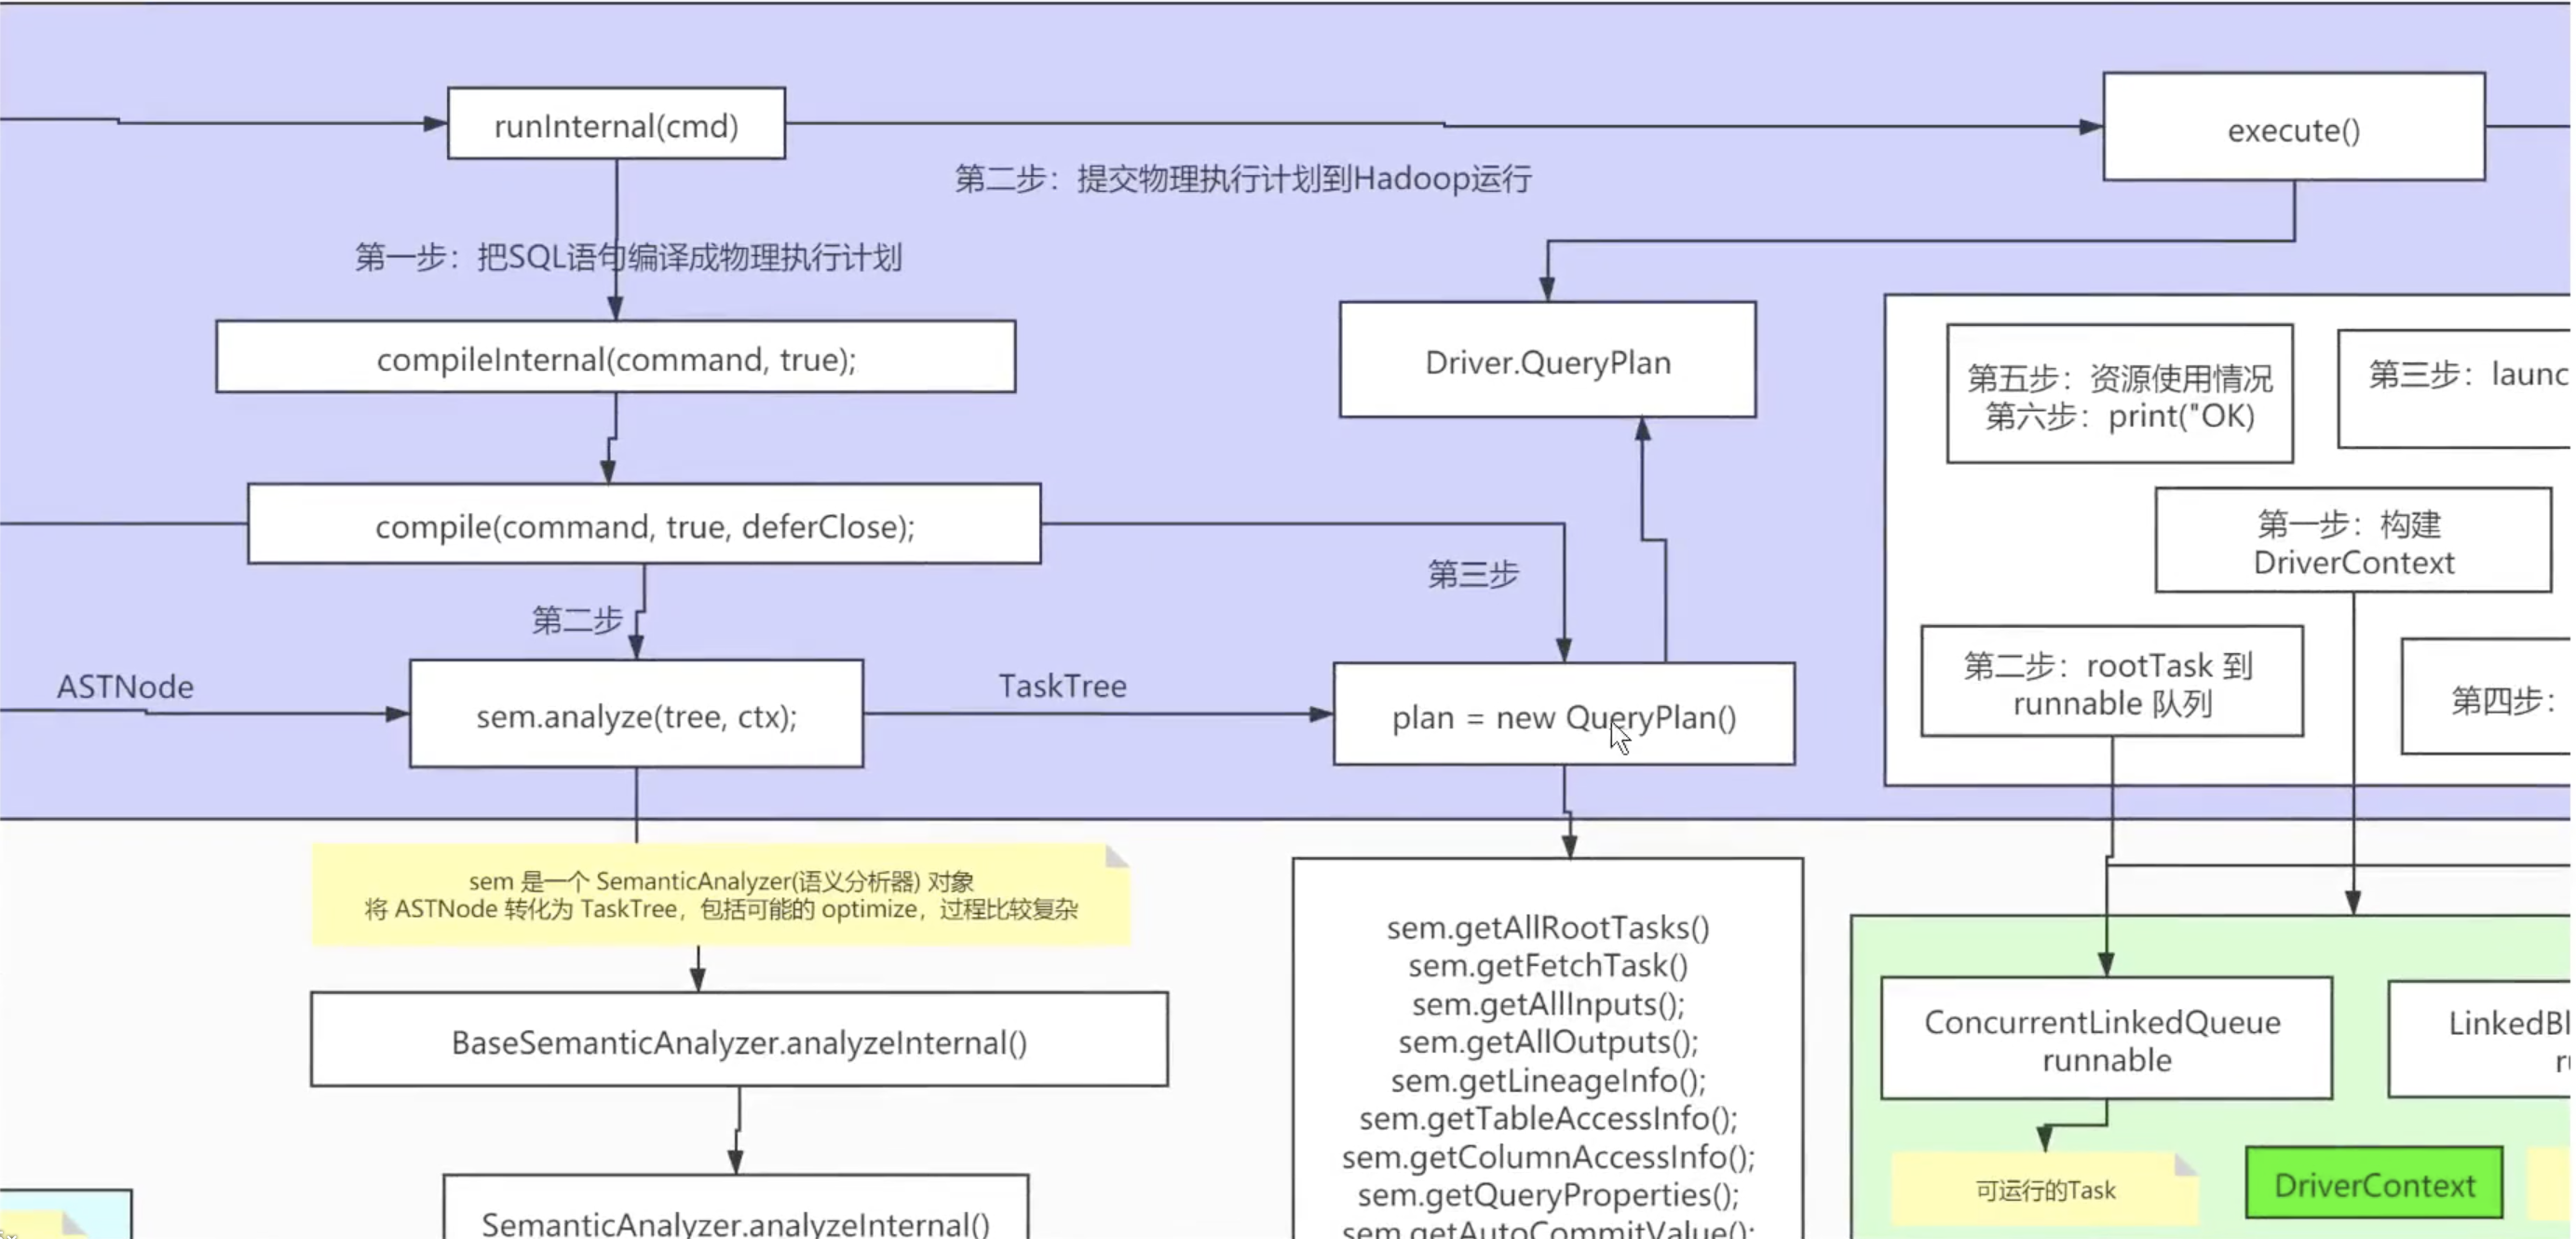 runInternal(cmd)
execute()
第二步：提交物理执行计划到Hadoop运行
第一步：把SQL语句编译成物理执行计划
compileInternal(command, true);
Driver.QueryPlan
第五步：资源使用情况
第六步：print("OK)
第三步：launc
compile(command, true, deferClose);
第三步
第一步：构建
DriverContext
第二步
ASTNode
sem.analyze(tree, ctx);
TaskTree
plan = new QueryPlan()
第二步：rootTask 到
runnable 队列
第四步：
sem 是一个 SemanticAnalyzer(语义分析器) 对象
将 ASTNode 转化为 TaskTree，包括可能的 optimize，过程比较复杂
BaseSemanticAnalyzer.analyzeInternal()
SemanticAnalyzer.analyzeInternal()
sem.getAllRootTasks()
sem.getFetchTask()
sem.getAllInputs();
sem.getAllOutputs();
sem.getLineageInfo();
sem.getTableAccessInfo();
sem.getColumnAccessInfo();
sem.getQueryProperties();
sem.getAutoCommitValue();
ConcurrentLinkedQueue
runnable
LinkedBl
可运行的Task
DriverContext